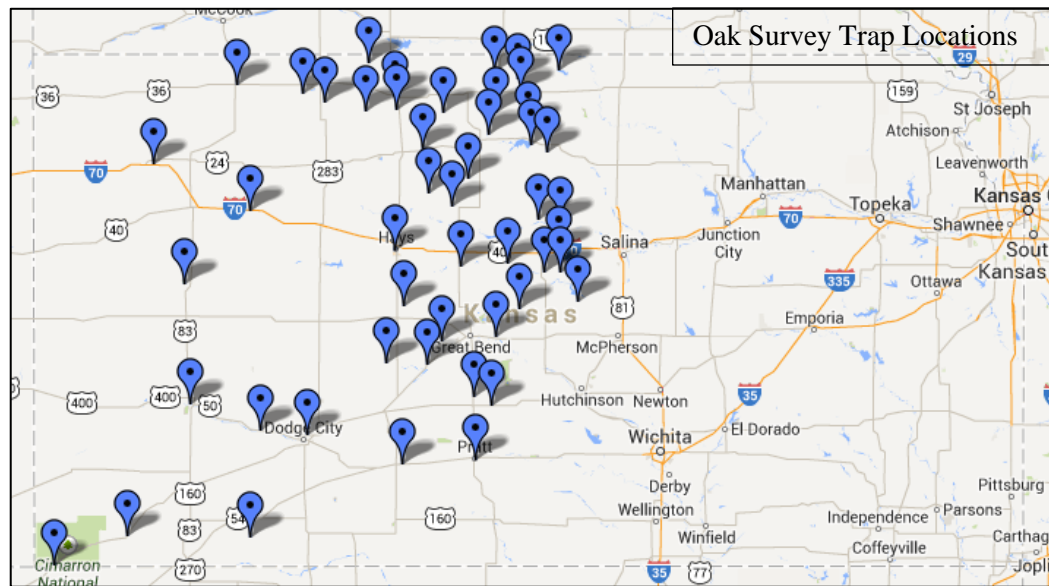 Oak Survey Trap Locations
McCook
36
36
159
29
St Joseph
Atchison
Leavenworth
70
24
283
Manhattan
Kansas
70
70
Topeka
Shawnee
40
Hays
40
Salina
Junction
City
South
Kansas
335
Ottawa
83
Kansas
81
Emporia
Great Bend
McPherson
400
400
50
Hutchinson
Newton
35
Dodge City
Pratt
Wichita
El Dorado
Derby
160
54
83
160
Wellington
Winfield
Independence
Parsons
Pittsburg
Coffeyville
Carthag
Jopli
Cimarron
National
270
35
77